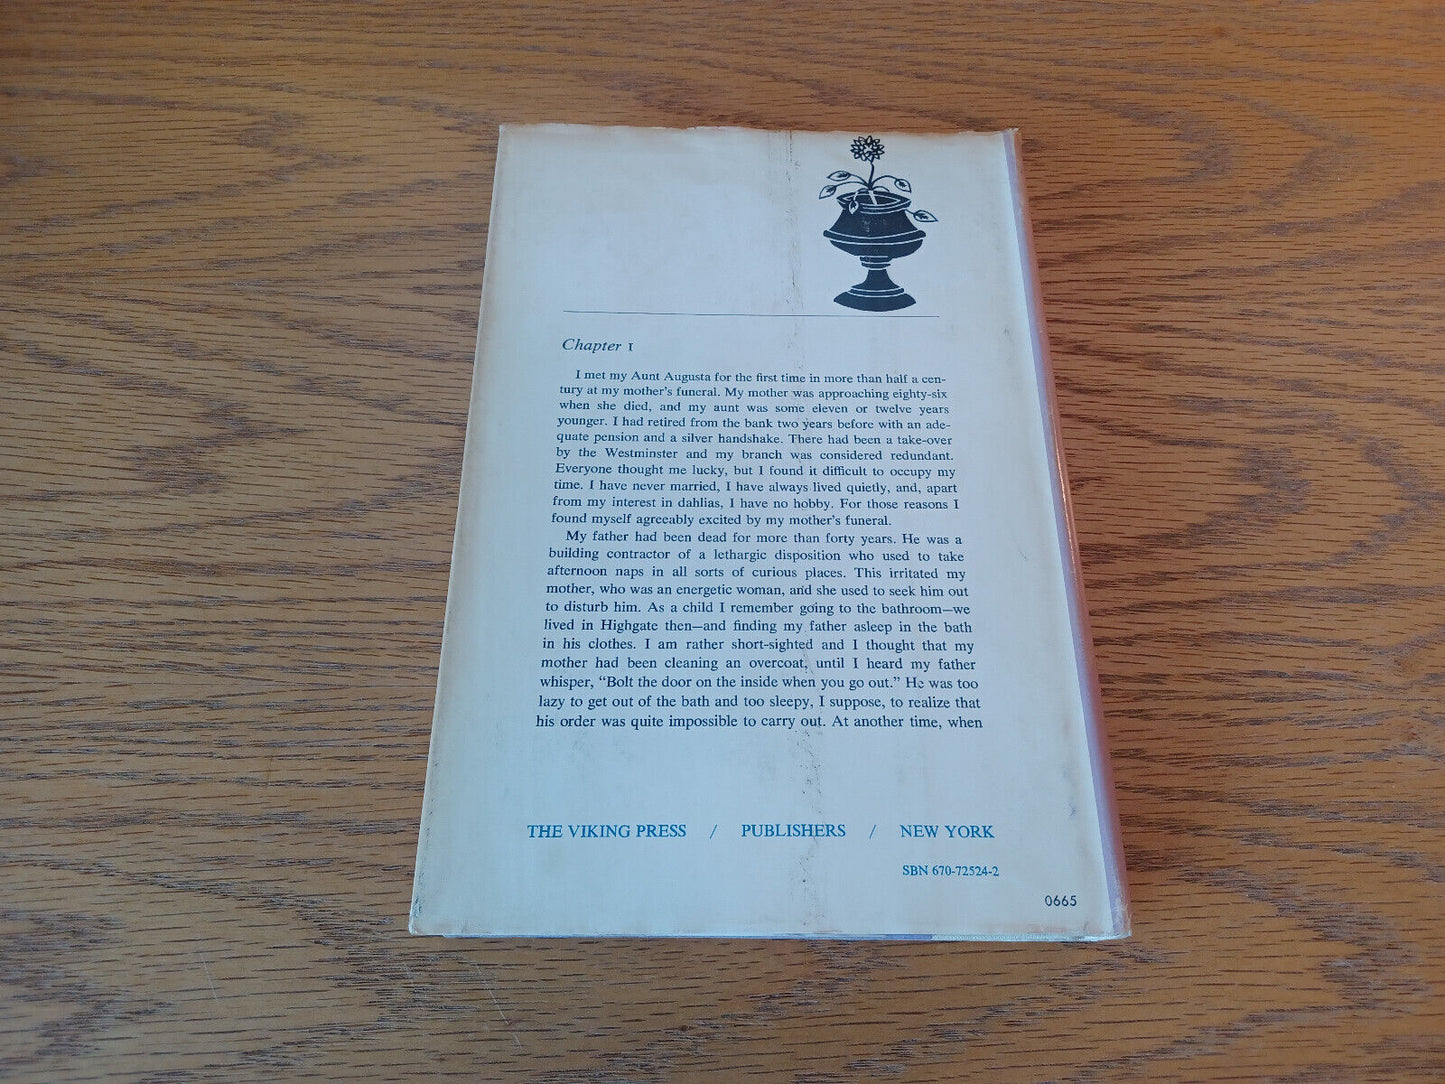 Chapter 1
I met my Aunt Augusta for the first time in more than half a cen-
tury at my mother's funeral. My mother was approaching eighty-six
when she died, and my aunt was some eleven or twelve years
younger. I had retired from the bank two years before with an ade-
quate pension and a silver handshake. There had been a take-over
by the Westminster and my branch was considered redundant.
Everyone thought me lucky, but I found it difficult to occupy my
time. I have never married, I have always lived quietly, and, apart
from my interest in dahlias, I have no hobby. For those reasons I
found myself agreeably excited by my mother's funeral.
My father had been dead for more than forty years. He was a
building contractor of a lethargic disposition who used to take
afternoon naps in all sorts of curious places. This irritated my
mother, who was an energetic woman, and she used to seek him out
to disturb him. As a child I remember going to the bathroom—we
lived in Highgate then—and finding my father asleep in the bath
in his clothes. I am rather short-sighted and I thought that my
mother had been cleaning an overcoat, until I heard my father
whisper, “Bolt the door on the inside when you go out.” He was too
lazy to get out of the bath and too sleepy, I suppose, to realize that
his order was quite impossible to carry out. At another time, when
THE VIKING PRESS / PUBLISHERS / NEW YORK
SBN 670-72524-2
0665